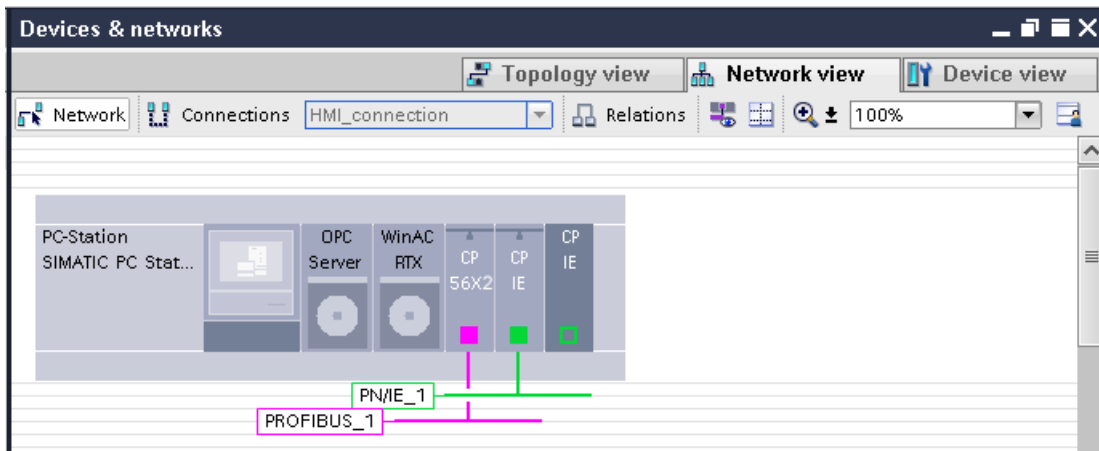 Devices & networks
Topology view Network view Device view
Network Connections HMI_connection Relations 100%
PC-Station
SIMATIC PC Stat...
OPC
Server
WinAC
RTX
CP
56X2
CP
IE
CP
IE
PN/IE_1
PROFIBUS_1